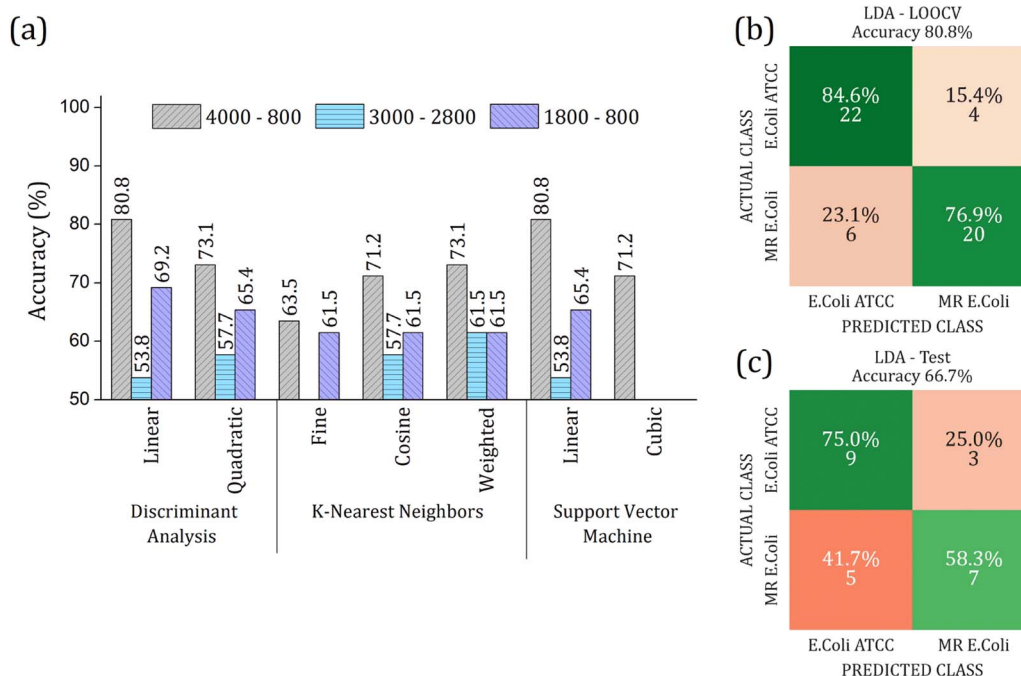 (a)
4000 - 800
3000 - 2800
1800 - 800
Accuracy (%)
100
90
80
70
60
50
80.8
53.8
69.2
73.1
57.7
65.4
63.5
61.5
71.2
57.7
61.5
73.1
61.5
61.5
80.8
53.8
65.4
71.2
Linear
Quadratic
Fine
Cosine
Weighted
Linear
Cubic
Discriminant
Analysis
K-Nearest Neighbors
Support Vector
Machine
(b)
LDA - LOOCV
Accuracy 80.8%
ACTUAL CLASS
E.Coli ATCC
MR E.Coli
84.6%
22
15.4%
4
23.1%
6
76.9%
20
E.Coli ATCC
MR E.Coli
PREDICTED CLASS
(c)
LDA - Test
Accuracy 66.7%
ACTUAL CLASS
E.Coli ATCC
MR E.Coli
75.0%
9
25.0%
3
41.7%
5
58.3%
7
E.Coli ATCC
MR E.Coli
PREDICTED CLASS